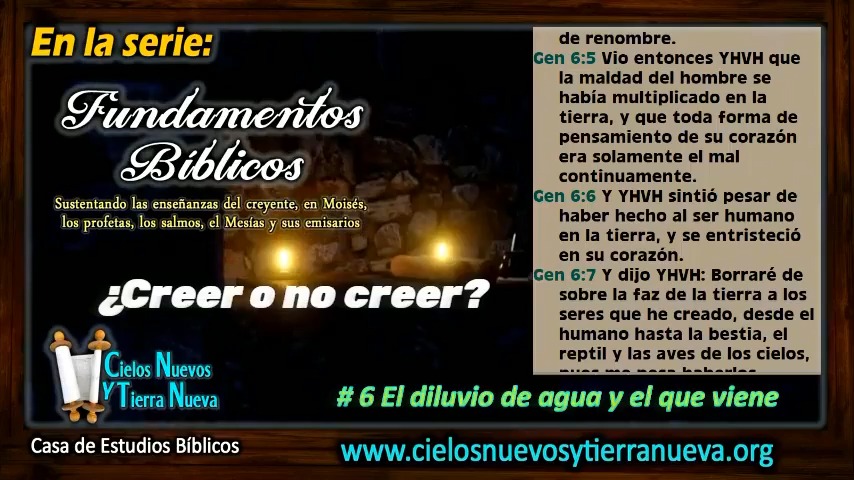 En la serie:
Fundamentos
Bíblicos
Sustentando las enseñanzas del creyente, en Moisés,
los profetas, los salmos, el Mesías y sus emisarios
¿Creer o no creer?
Cielos Nuevos
Y Tierra Nueva
Casa de Estudios Bíblicos
de renombre.
Gen 6:5 Vio entonces YHVH que
la maldad del hombre se
había multiplicado en la
tierra, y que toda forma de
pensamiento de su corazón
era solamente el mal
continuamente.
Gen 6:6 Y YHVH sintió pesar de
haber hecho al ser humano
en la tierra, y se entristeció
en su corazón.
Gen 6:7 Y dijo YHVH: Borraré de
sobre la faz de la tierra a los
seres que he creado, desde el
humano hasta la bestia, el
reptil y las aves de los cielos,
pues me pesa haberlos
# 6 El diluvio de agua y el que viene
www.cielosnuevosytierranueva.org